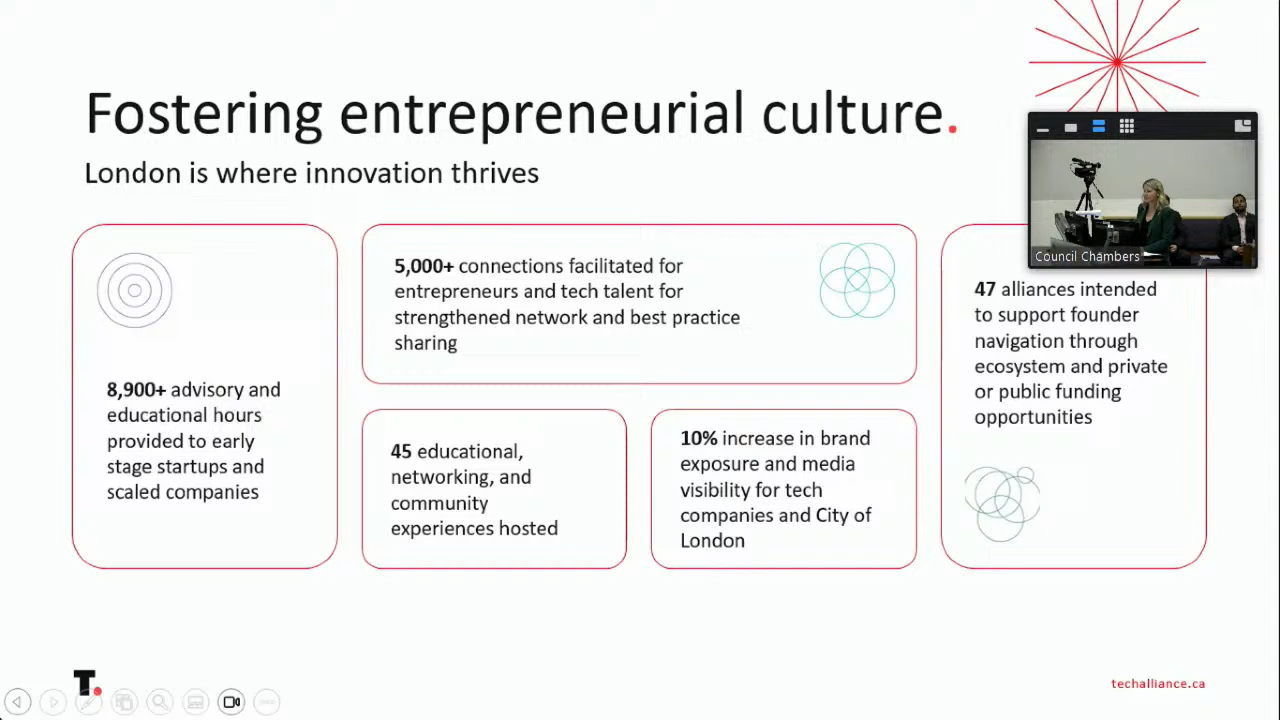 Fostering entrepreneurial culture.
London is where innovation thrives
Council Chambers
8,900+ advisory and
educational hours
provided to early
stage startups and
scaled companies
5,000+ connections facilitated for
entrepreneurs and tech talent for
strengthened network and best practice
sharing
45 educational,
networking, and
community
experiences hosted
10% increase in brand
exposure and media
visibility for tech
companies and City of
London
47 alliances intended
to support founder
navigation through
ecosystem and private
or public funding
opportunities
T.
techalliance.ca